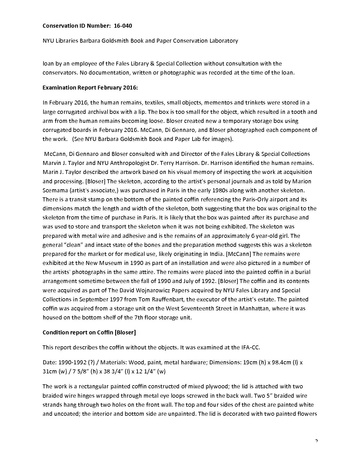 Conservation ID Number: 16-040
NYU Libraries Barbara Goldsmith Book and Paper Conservation Laboratory
loan by an employee of the Fales Library & Special Collection without consultation with the
conservators. No documentation, written or photographic was recorded at the time of the loan.
Examination Report February 2016:
In February 2016, the human remains, textiles, small objects, mementos and trinkets were stored in a
large corrugated archival box with a lip. The box is too small for the object, which resulted in a tooth and
arm from the human remains becoming loose. Bloser created new a temporary storage box using
corrugated boards in February 2016. McCann, Di Gennaro, and Bloser photographed each component of
the work. (See NYU Barbara Goldsmith Book and Paper Lab for images).
McCann, Di Gennaro and Bloser consulted with and Director of the Fales Library & Special Collections
Marvin J. Taylor and NYU Anthropologist Dr. Terry Harrison. Dr. Harrison identified the human remains.
Marin J. Taylor described the artwork based on his visual memory of inspecting the work at acquisition
and processing. [Bloser] The skeleton, according to the artist's personal journals and as told by Marion
Scemama (artist's associate,) was purchased in Paris in the early 1980s along with another skeleton.
There is a transit stamp on the bottom of the painted coffin referencing the Paris-Orly airport and its
dimensions match the length and width of the skeleton, both suggesting that the box was original to the
skeleton from the time of purchase in Paris. It is likely that the box was painted after its purchase and
was used to store and transport the skeleton when it was not being exhibited. The skeleton was
prepared with metal wire and adhesive and is the remains of an approximately 6-year-old girl. The
general "clean" and intact state of the bones and the preparation method suggests this was a skeleton
prepared for the market or for medical use, likely originating in India. [McCann] The remains were
exhibited at the New Museum in 1990 as part of an installation and were also pictured in a number of
the artists' photographs in the same attire. The remains were placed into the painted coffin in a burial
arrangement sometime between the fall of 1990 and July of 1992. [Bloser] The coffin and its contents
were acquired as part of The David Wojnarowicz Papers acquired by NYU Fales Library and Special
Collections in September 1997 from Tom Rauffenbart, the executor of the artist's estate. The painted
coffin was acquired from a storage unit on the West Seventeenth Street in Manhattan, where it was
housed on the bottom shelf of the 7th floor storage unit.
Condition report on Coffin [Bloser]
This report describes the coffin without the objects. It was examined at the IFA-CC.
Date: 1990-1992 (?) / Materials: Wood, paint, metal hardware; Dimensions: 19cm (h) x 98.4cm (l) x
31cm (w) / 7 5/8" (h) x 38 3/4" (l) x 12 1/4" (w)
The work is a rectangular painted coffin constructed of mixed plywood; the lid is attached with two
braided wire hinges wrapped through metal eye loops screwed in the back wall. Two 5" braided wire
strands hang through two holes on the front wall. The top and four sides of the chest are painted white
and uncoated; the interior and bottom side are unpainted. The lid is decorated with two painted flowers